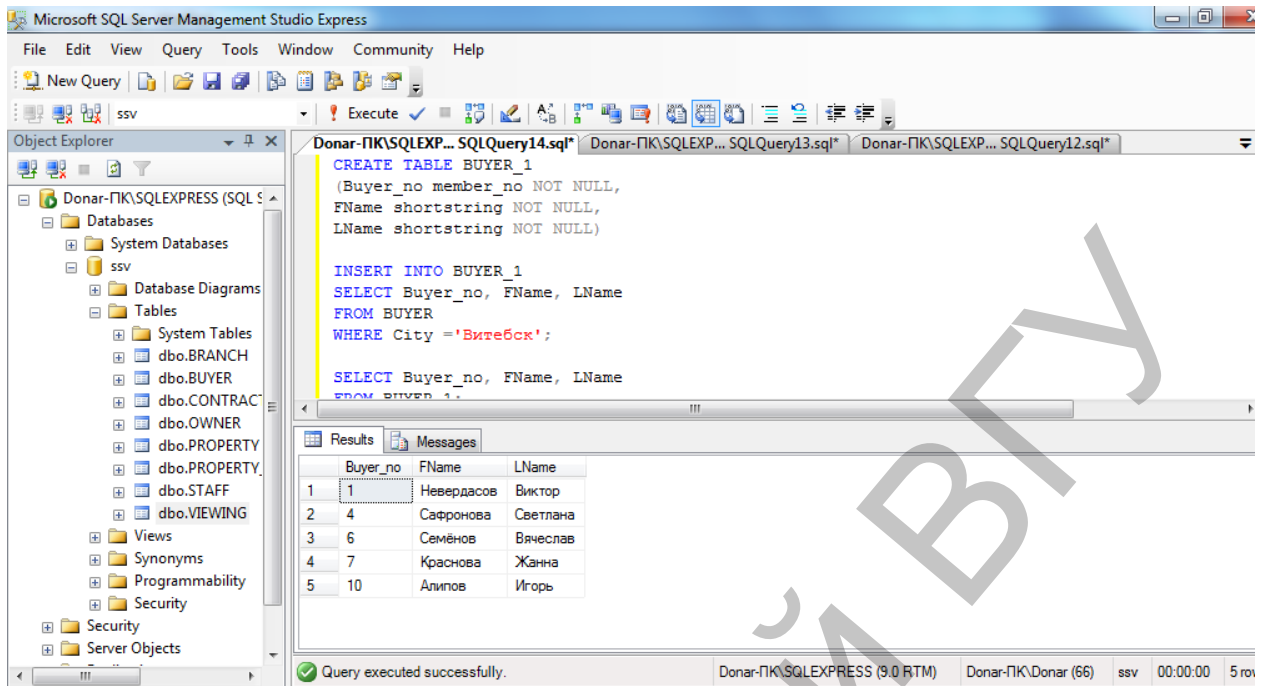 Microsoft SQL Server Management Studio Express
File Edit View Query Tools Window Community Help
New Query
ssv Execute
Object Explorer
Donar-ПК\SQLEXP... SQLQuery14.sql* Donar-ПК\SQLEXP... SQLQuery13.sql* Donar-ПК\SQLEXP... SQLQuery12.sql*
Donar-ПК\SQLEXPRESS (SQL S
Databases
System Databases
ssv
Database Diagrams
Tables
System Tables
dbo.BRANCH
dbo.BUYER
dbo.CONTRACT
dbo.OWNER
dbo.PROPERTY
dbo.PROPERTY_
dbo.STAFF
dbo.VIEWING
Views
Synonyms
Programmability
Security
Security
Server Objects
CREATE TABLE BUYER_1
(Buyer_no member_no NOT NULL,
FName shortstring NOT NULL,
LName shortstring NOT NULL)
INSERT INTO BUYER_1
SELECT Buyer_no, FName, LName
FROM BUYER
WHERE City ='Витебск';
SELECT Buyer_no, FName, LName
FROM BUYER_1;
Results Messages
Buyer_no FName LName
1 1 Невердасов Виктор
2 4 Сафронова Светлана
3 6 Семёнов Вячеслав
4 7 Краснова Жанна
5 10 Алипов Игорь
Query executed successfully. Donar-ПК\SQLEXPRESS (9.0 RTM) Donar-ПК\Donar (66) ssv 00:00:00 5 rov
Й ВГУ